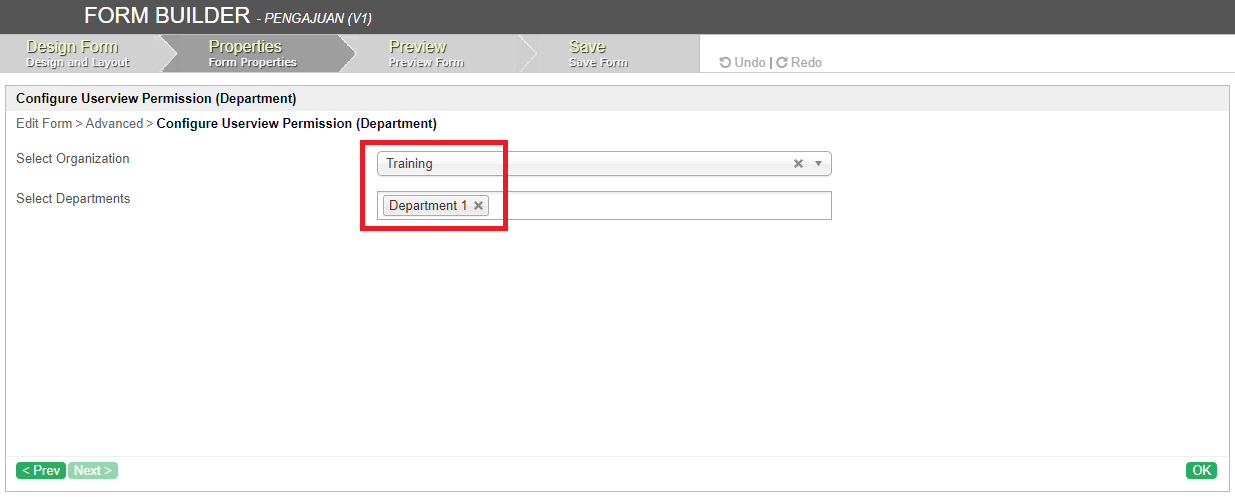 FORM BUILDER - PENGAJUAN (V1)
Design Form
Design and Layout
Properties
Form Properties
Preview
Preview Form
Save
Save Form
Undo | Redo
Configure Userview Permission (Department)
Edit Form > Advanced > Configure Userview Permission (Department)
Select Organization
Training
Select Departments
Department 1
< Prev
Next >
OK